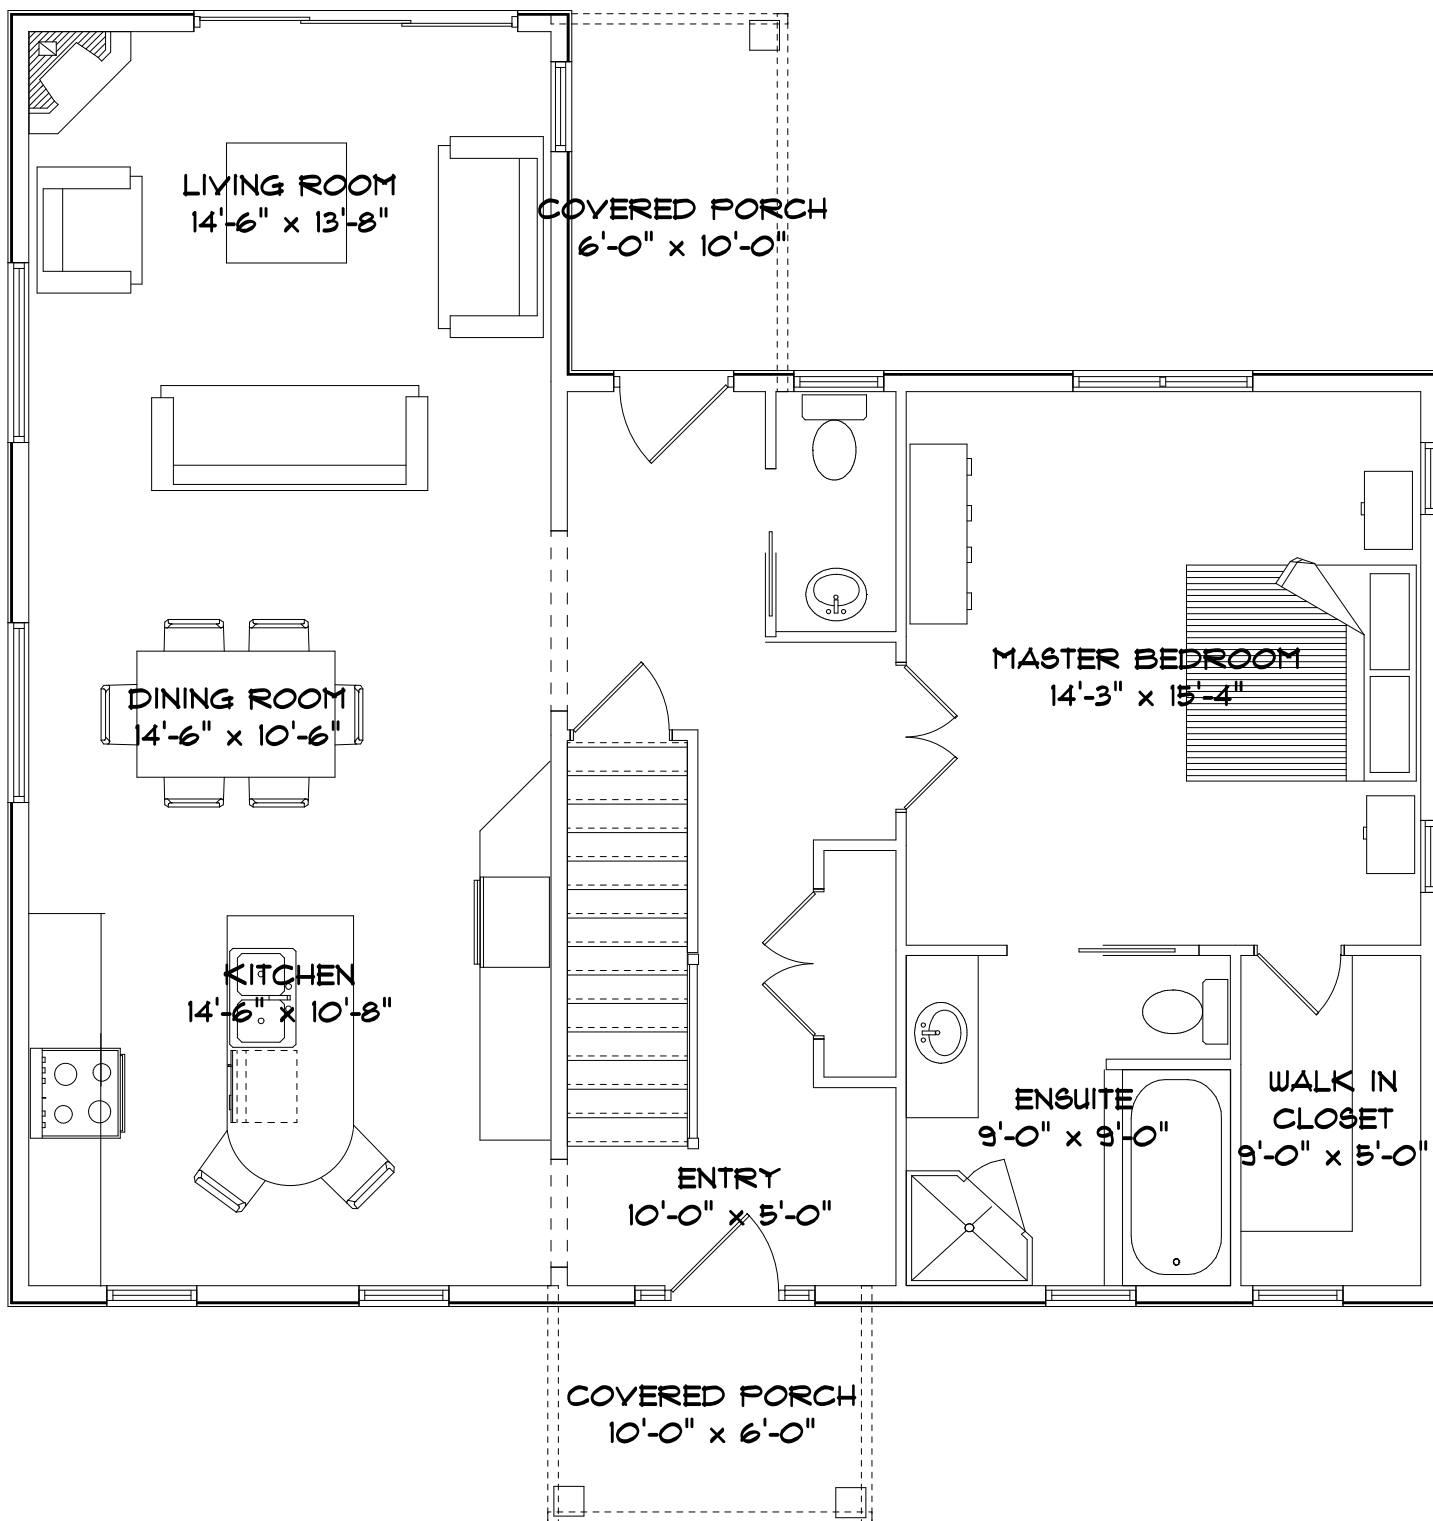 LIVING ROOM
14'-6" x 13'-8"
COVERED PORCH
6'-0" x 10'-0"
MASTER BEDROOM
14'-3" x 15'-4"
DINING ROOM
14'-6" x 10'-6"
KITCHEN
14'-6" x 10'-8"
ENSUITE
9'-0" x 9'-0"
WALK IN
CLOSET
9'-0" x 5'-0"
ENTRY
10'-0" x 5'-0"
COVERED PORCH
10'-0" x 6'-0"